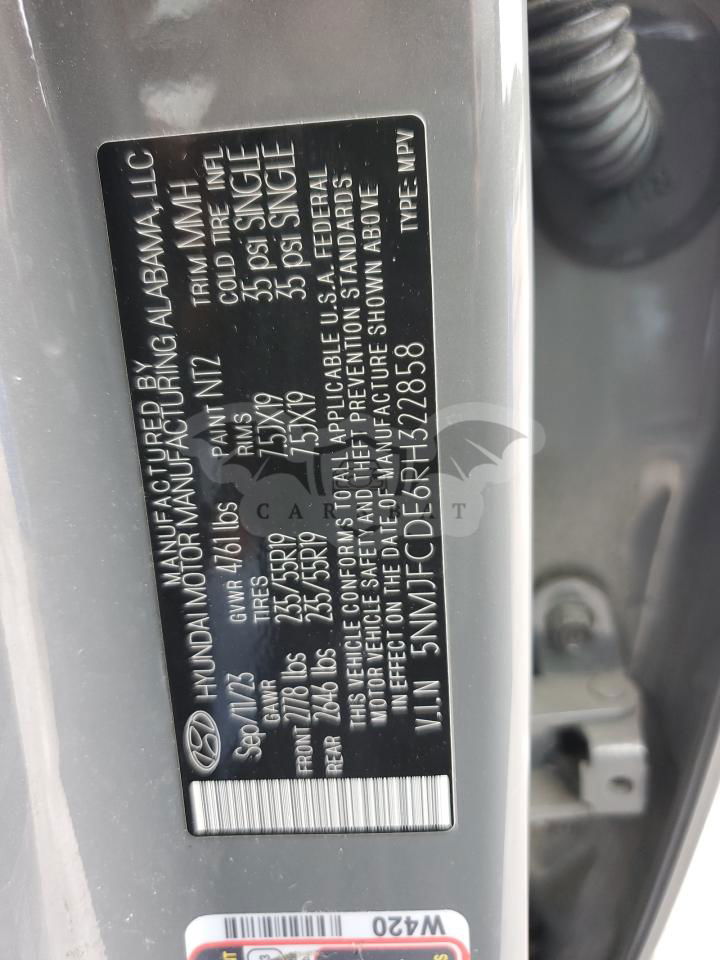 MANUFACTURED BY
HYUNDAI MOTOR MANUFACTURING ALABAMA, LLC
Sep/11/23 GVWR 4761 lbs PAINT NT2 TRIM MMH
GAWR TIRES RIMS COLD TIRE INFL
FRONT 2778 lbs 235/55R19 7.5JX19 35 psi SINGLE
REAR 2646 lbs 235/55R19 7.5JX19 35 psi SINGLE
THIS VEHICLE CONFORMS TO ALL APPLICABLE U.S.A. FEDERAL
MOTOR VEHICLE SAFETY AND THEFT PREVENTION STANDARDS
IN EFFECT ON THE DATE OF MANUFACTURE SHOWN ABOVE
V.I.N 5NMJFCDE6RH322858 TYPE: MPV
W420